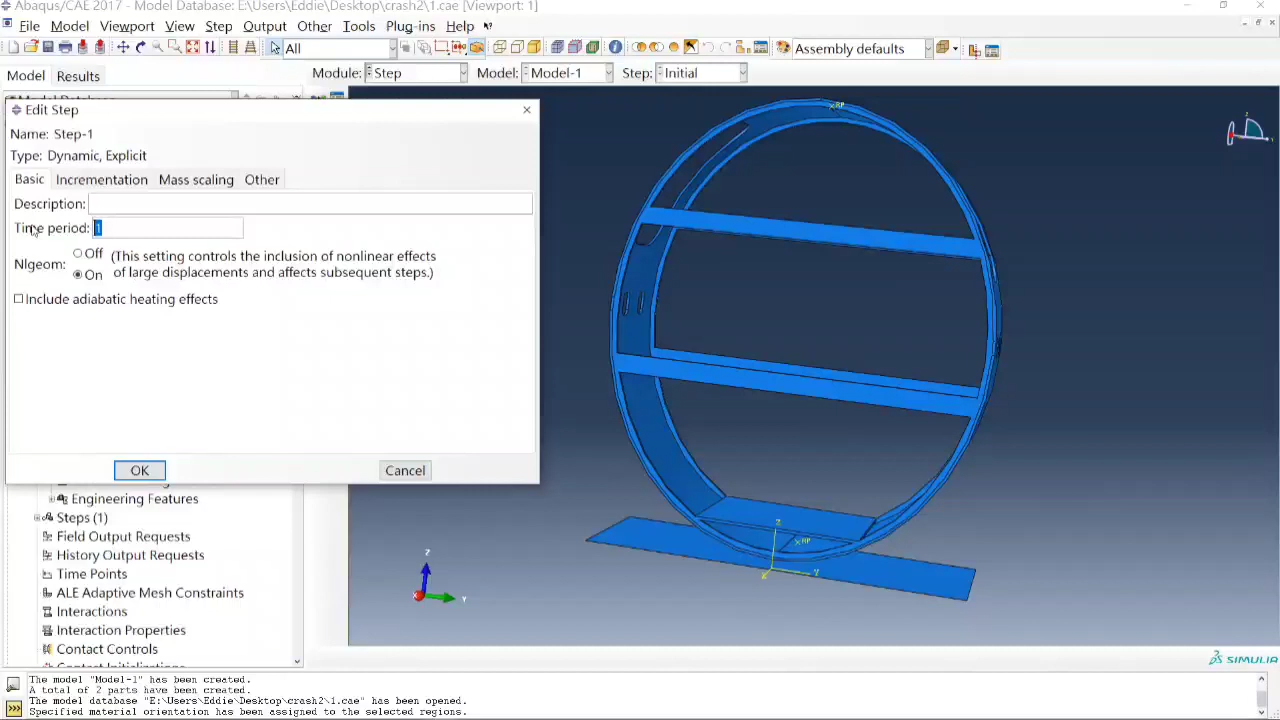 Abaqus/CAE 2017 - Model Database: E:\Users\Eddie\Desktop\crash2\1.cae [Viewport: 1]
File Model Viewport View Step Output Other Tools Plug-ins Help
All Assembly defaults
Model Results Module: Step Model: Model-1 Step: Initial
Edit Step
Name: Step-1
Type: Dynamic, Explicit
Basic Incrementation Mass scaling Other
Description:
Time period: 1
Nlgeom: Off On (This setting controls the inclusion of nonlinear effects
of large displacements and affects subsequent steps.)
Include adiabatic heating effects
OK Cancel
Engineering Features
Steps (1)
Field Output Requests
History Output Requests
Time Points
ALE Adaptive Mesh Constraints
Interactions
Interaction Properties
Contact Controls
Contact Initializations
RP
Z
RP
Y
X
Z
Y
X
SIMULIA
The model "Model-1" has been created.
A total of 2 parts have been created.
The model database "E:\Users\Eddie\Desktop\crash2\1.cae" has been opened.
Specified material orientation has been assigned to the selected regions.